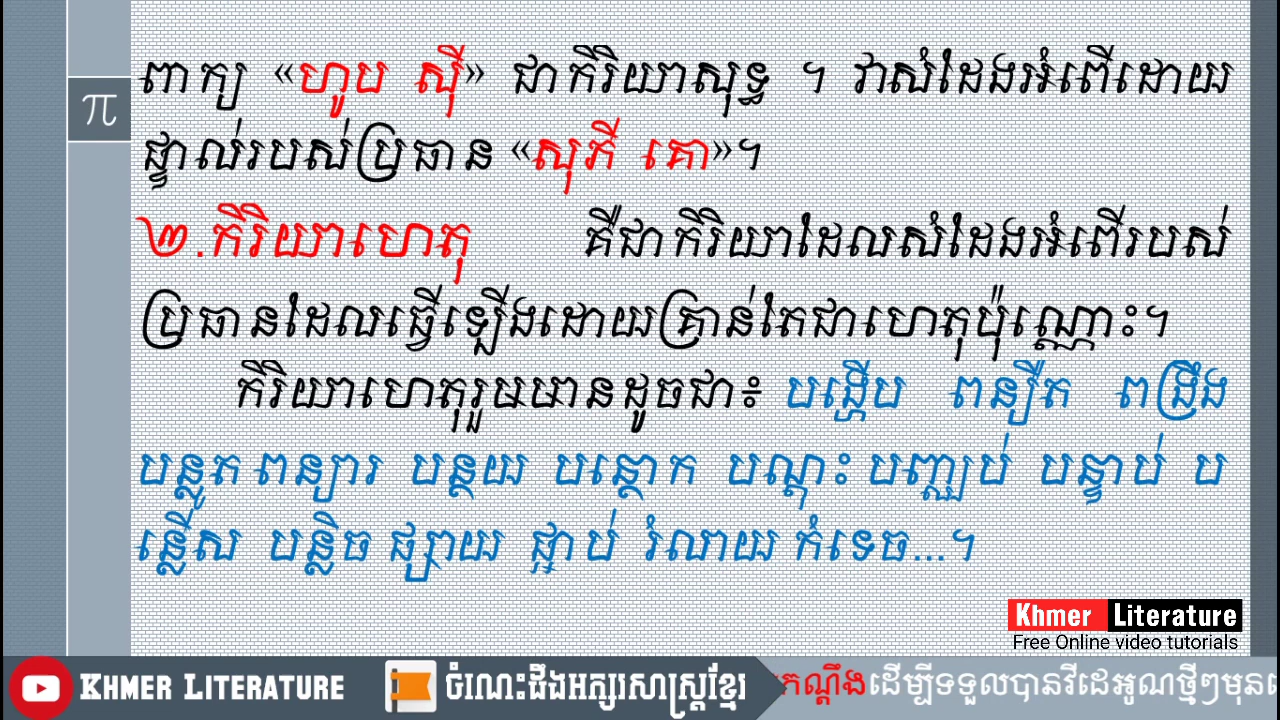 ពាក្យ «ហូប ស៊ី» ជាកិរិយាសុទ្ធ ។ វាសំដែងអំពើដោយ
ផ្ទាល់របស់ប្រធាន «សុភី គោ»។
π
២.កិរិយាហេតុ គឺជាកិរិយាដែលសំដែងអំពើរបស់
ប្រធានដែលធ្វើឡើងដោយគ្រាន់តែជាហេតុប៉ុណ្ណោះ។
កិរិយាហេតុរួមមានដូចជា៖ បង្ហើប ពន្យឺត ពង្រឹង
បន្លូត ពន្យារ បន្ថយ បន្ថោក បណ្តុះ បញ្ឈប់ បន្ទាប់ ប
ន្លើស បន្លិច ផ្សាយ ផ្អាប់ រំលាយ កំទេច...។
Khmer Literature
Free Online video tutorials
KHMER LITERATURE ចំណេះដឹងអក្សរសាស្ត្រខ្មែរ កណ្ដឹងដើម្បីទទួលបានវីដេអូណថ្មីៗមុនគេ